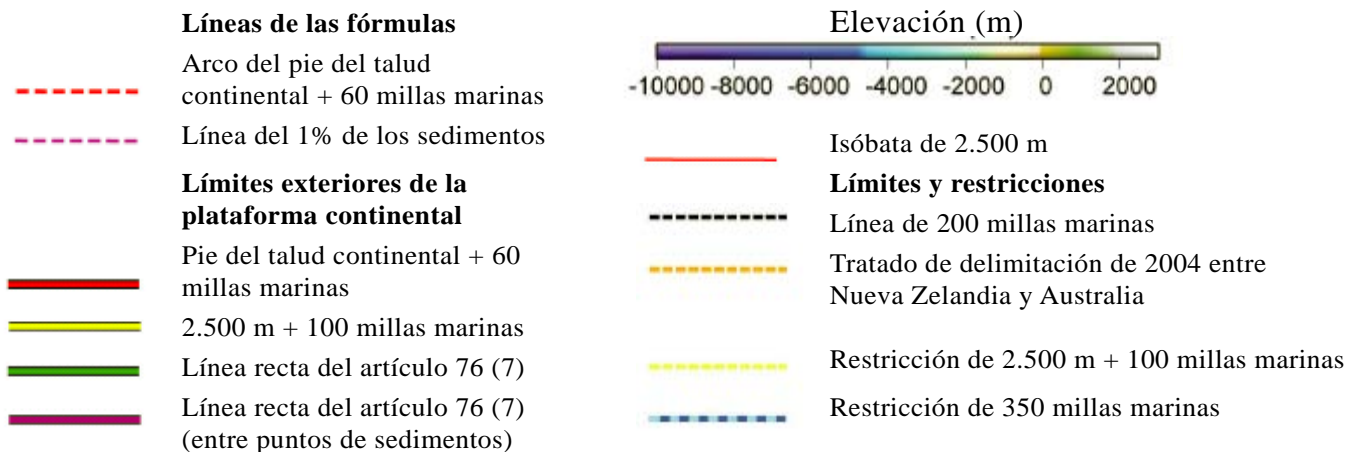 Líneas de las fórmulas
Arco del pie del talud
continental + 60 millas marinas
Línea del 1% de los sedimentos
Límites exteriores de la
plataforma continental
Pie del talud continental + 60
millas marinas
2.500 m + 100 millas marinas
Línea recta del artículo 76 (7)
Línea recta del artículo 76 (7)
(entre puntos de sedimentos)
Elevación (m)
-10000 -8000 -6000 -4000 -2000 0 2000
Isóbata de 2.500 m
Límites y restricciones
Línea de 200 millas marinas
Tratado de delimitación de 2004 entre
Nueva Zelandia y Australia
Restricción de 2.500 m + 100 millas marinas
Restricción de 350 millas marinas